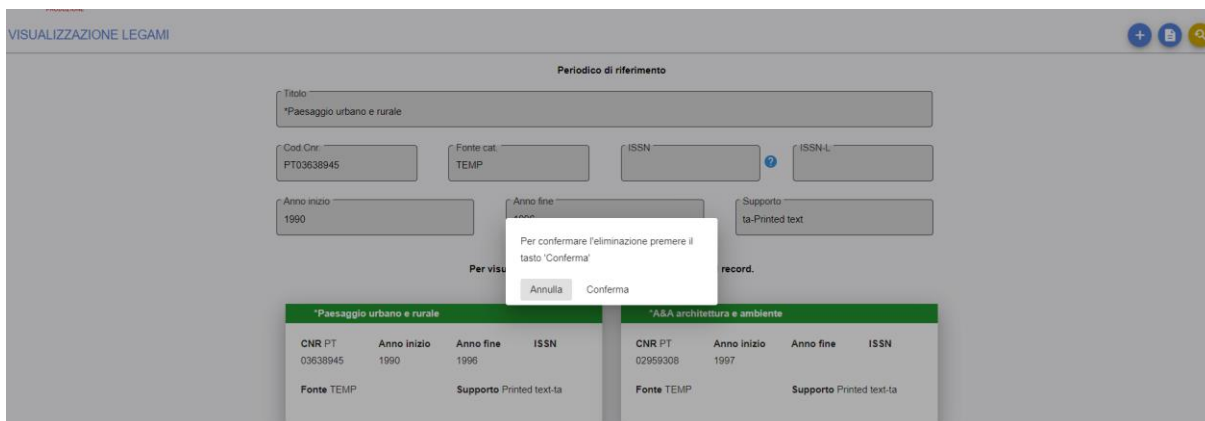 VISUALIZZAZIONE LEGAMI
Periodico di riferimento
Titolo
*Paesaggio urbano e rurale
Cod.Cnr. Fonte cat. ISSN ISSN-L
PT03638945 TEMP ?
Anno inizio Anno fine Supporto
1990 1996 ta-Printed text
Per confermare l'eliminazione premere il
tasto 'Conferma'
Per visu record.
Annulla Conferma
*Paesaggio urbano e rurale *A&A architettura e ambiente
CNR PT Anno inizio Anno fine ISSN CNR PT Anno inizio Anno fine ISSN
03638945 1990 1996 02959308 1997
Fonte TEMP Supporto Printed text-ta Fonte TEMP Supporto Printed text-ta